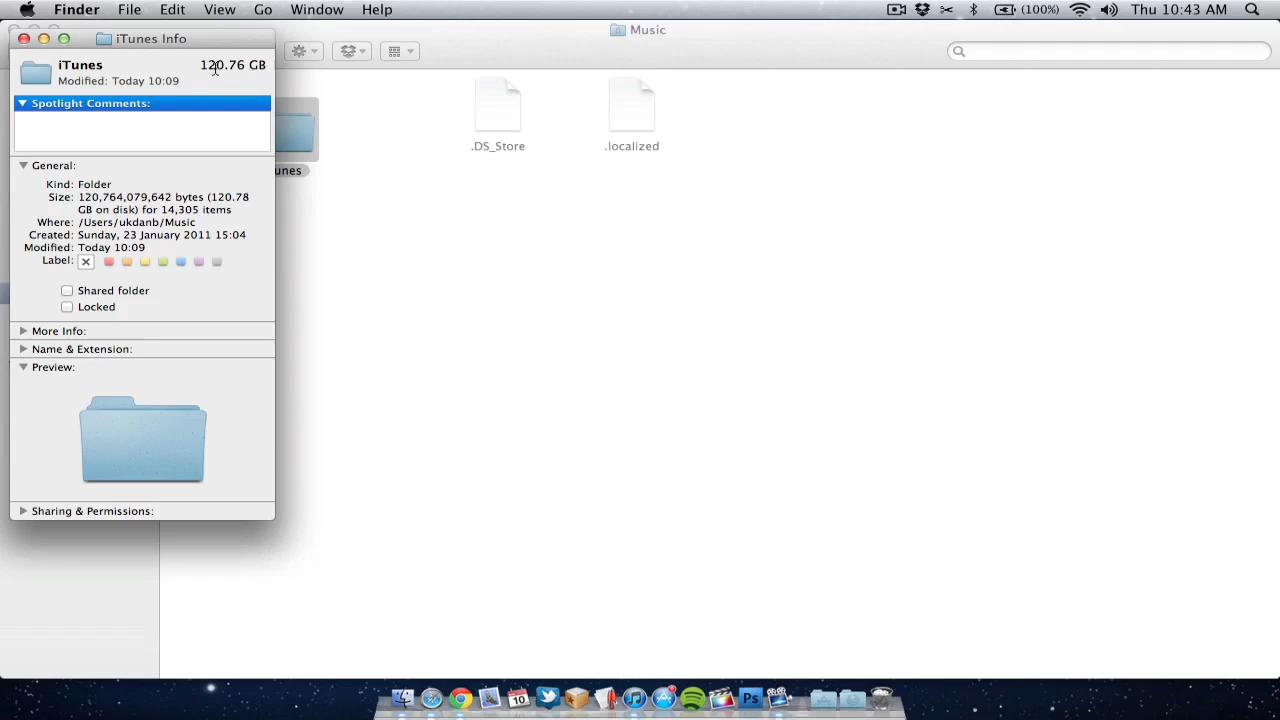 Finder File Edit View Go Window Help (100%) Thu 10:43 AM
Music
iTunes Info
iTunes 120.76 GB
Modified: Today 10:09
Spotlight Comments:
General:
Kind: Folder
Size: 120,764,079,642 bytes (120.78
GB on disk) for 14,305 items
Where: /Users/ukdanb/Music
Created: Sunday, 23 January 2011 15:04
Modified: Today 10:09
Label:
Shared folder
Locked
More Info:
Name & Extension:
Preview:
Sharing & Permissions:
unes
.DS_Store
.localized
10
Ps